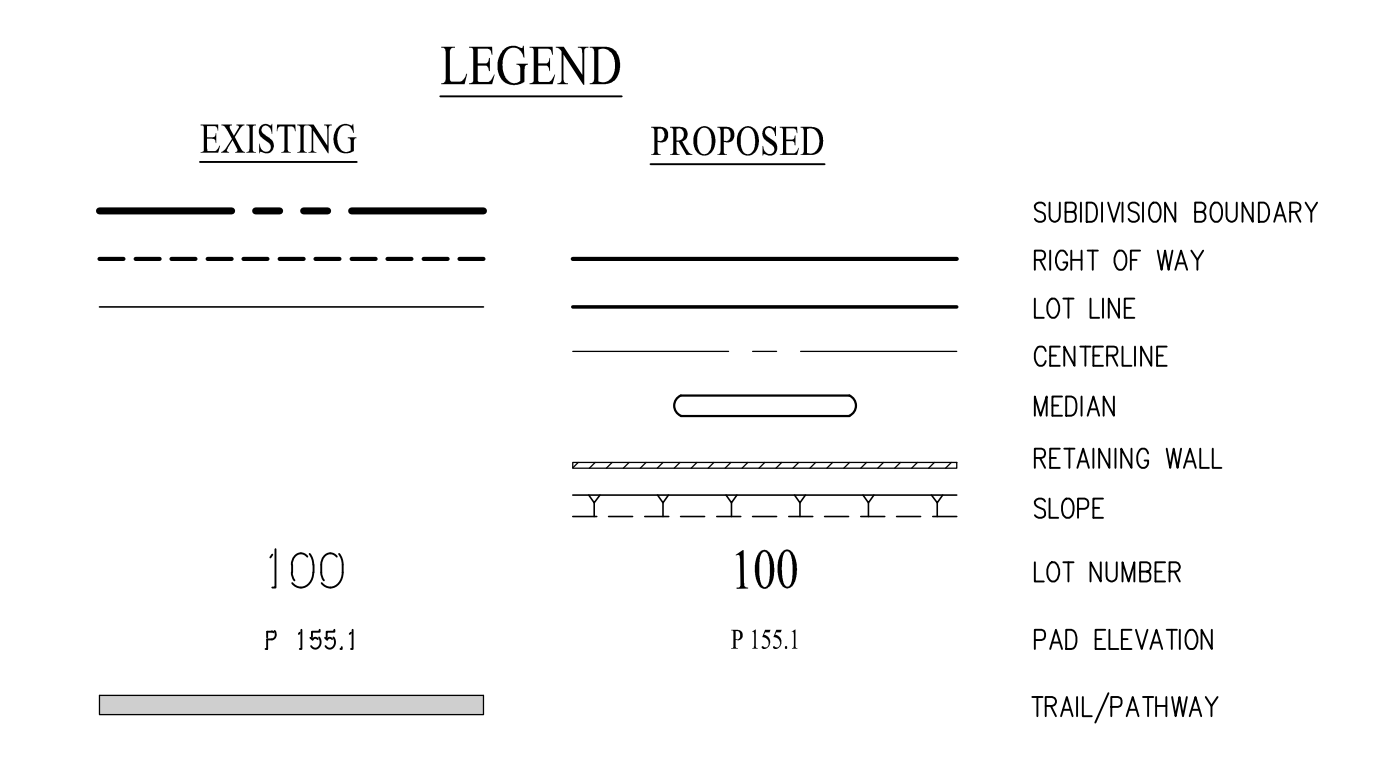 LEGEND
EXISTING PROPOSED
SUBIDIVISION BOUNDARY
RIGHT OF WAY
LOT LINE
CENTERLINE
MEDIAN
RETAINING WALL
SLOPE
100 100 LOT NUMBER
P 155.1 P 155.1 PAD ELEVATION
TRAIL/PATHWAY